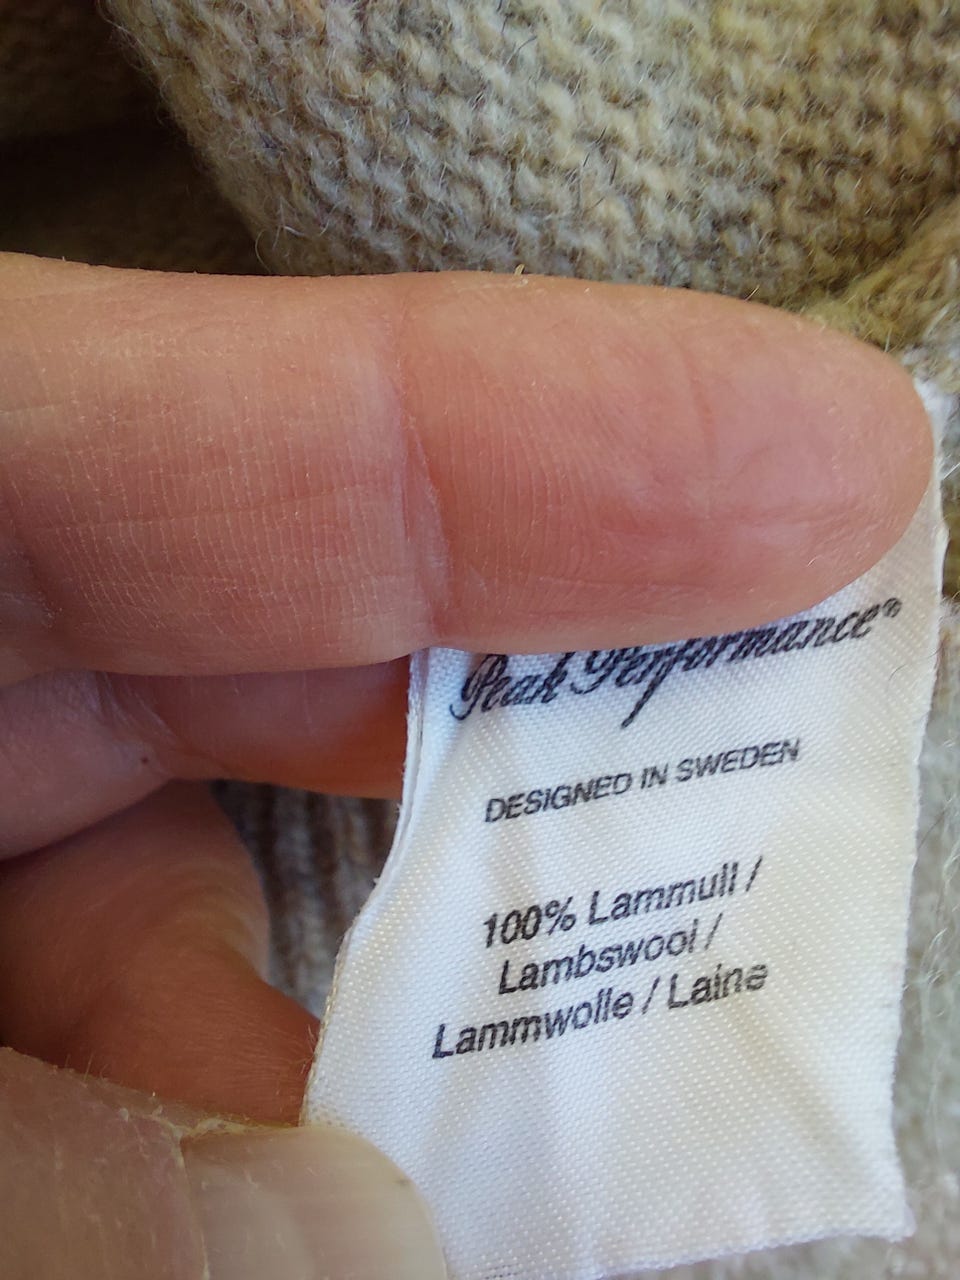 Peak Performance®
DESIGNED IN SWEDEN
100% Lammull /
Lambswool /
Lammwolle / Laine